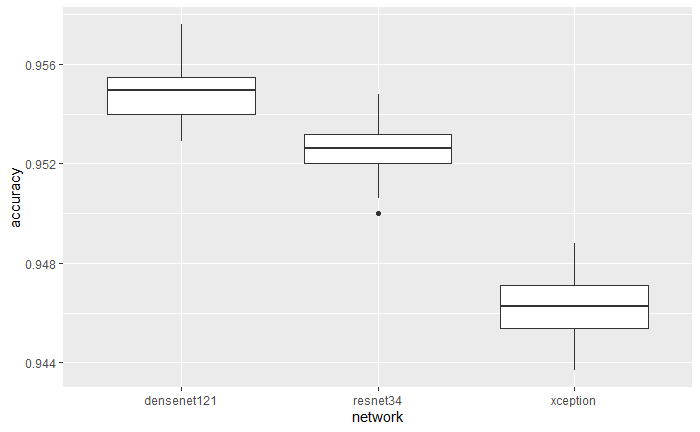 0.956
0.952
0.948
0.944
accuracy
densenet121 resnet34 xception
network